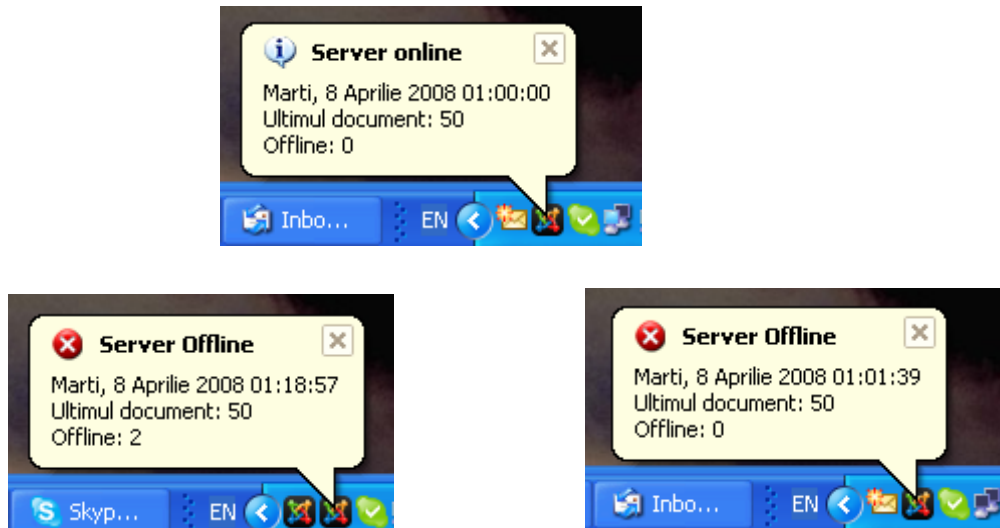 Server online
Marti, 8 Aprilie 2008 01:00:00
Ultimul document: 50
Offline: 0
Inbo...
EN
Server Offline
Marti, 8 Aprilie 2008 01:18:57
Ultimul document: 50
Offline: 2
Skyp...
EN
Server Offline
Marti, 8 Aprilie 2008 01:01:39
Ultimul document: 50
Offline: 0
Inbo...
EN